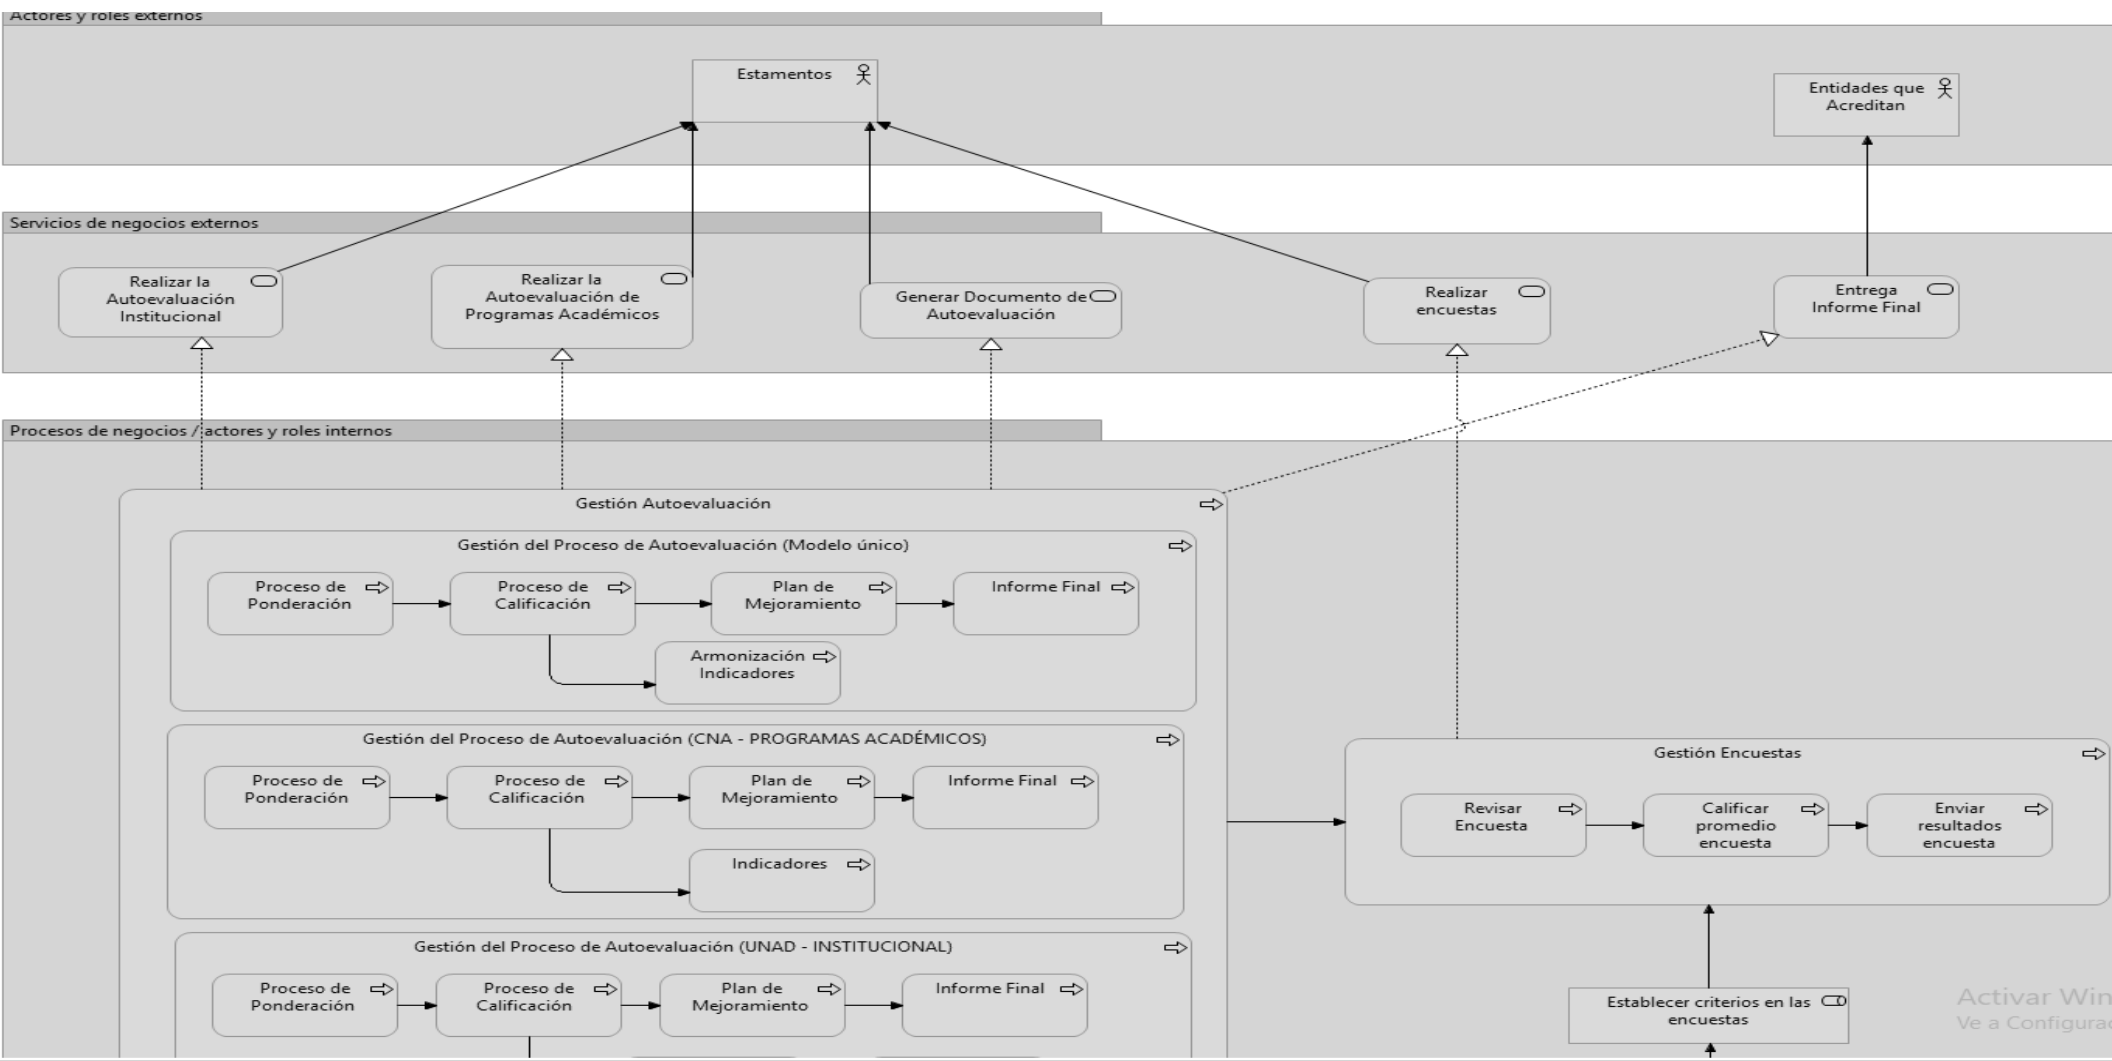 Actores y roles externos
Estamentos
Entidades que
Acreditan
Servicios de negocios externos
Realizar la
Autoevaluación
Institucional
Realizar la
Autoevaluación de
Programas Académicos
Generar Documento de
Autoevaluación
Realizar
encuestas
Entrega
Informe Final
Procesos de negocios / actores y roles internos
Gestión Autoevaluación
Gestión del Proceso de Autoevaluación (Modelo único)
Proceso de
Ponderación
Proceso de
Calificación
Plan de
Mejoramiento
Informe Final
Armonización
Indicadores
Gestión del Proceso de Autoevaluación (CNA - PROGRAMAS ACADÉMICOS)
Proceso de
Ponderación
Proceso de
Calificación
Plan de
Mejoramiento
Informe Final
Indicadores
Gestión Encuestas
Revisar
Encuesta
Calificar
promedio
encuesta
Enviar
resultados
encuesta
Gestión del Proceso de Autoevaluación (UNAD - INSTITUCIONAL)
Proceso de
Ponderación
Proceso de
Calificación
Plan de
Mejoramiento
Informe Final
Establecer criterios en las
encuestas
Activar Win
Ve a Configura